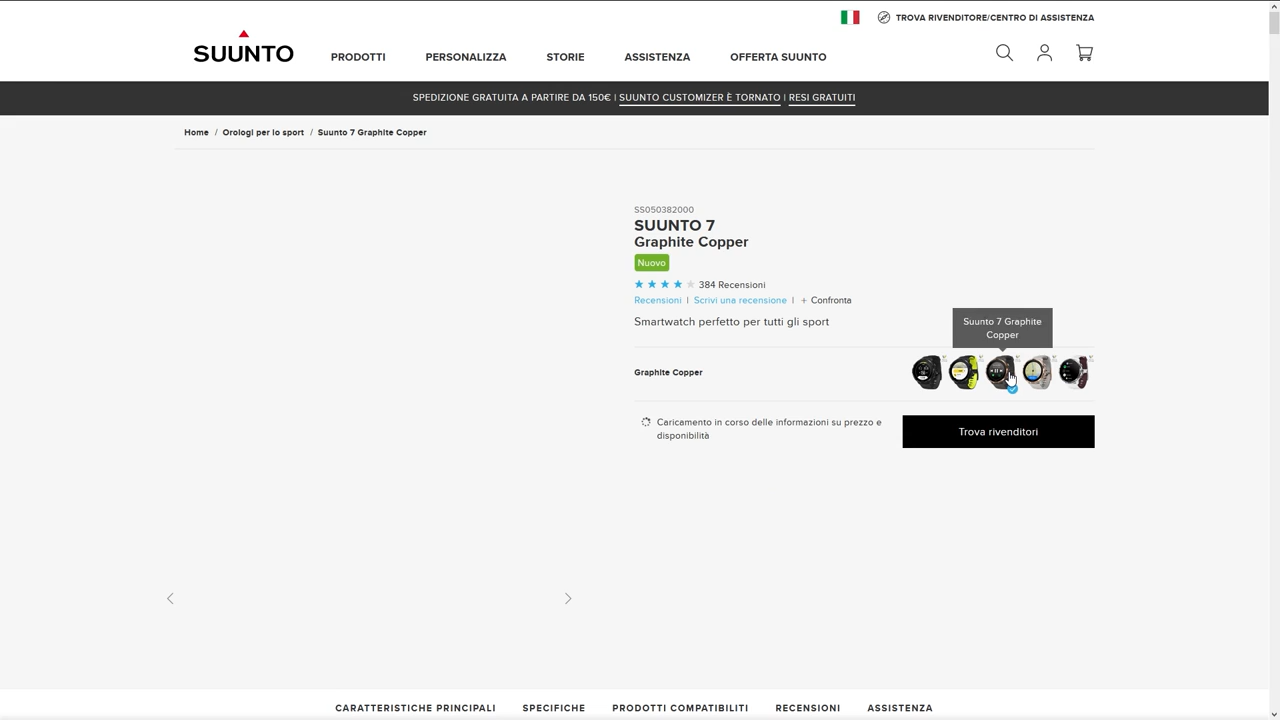 TROVA RIVENDITORE/CENTRO DI ASSISTENZA
SUUNTO
PRODOTTI
PERSONALIZZA
STORIE
ASSISTENZA
OFFERTA SUUNTO
SPEDIZIONE GRATUITA A PARTIRE DA 150€ | SUUNTO CUSTOMIZER È TORNATO | RESI GRATUITI
Home / Orologi per lo sport / Suunto 7 Graphite Copper
SS050382000
SUUNTO 7
Graphite Copper
Nuovo
384 Recensioni
Recensioni | Scrivi una recensione | + Confronta
Smartwatch perfetto per tutti gli sport
Suunto 7 Graphite
Copper
Graphite Copper
Caricamento in corso delle informazioni su prezzo e
disponibilità
Trova rivenditori
CARATTERISTICHE PRINCIPALI
SPECIFICHE
PRODOTTI COMPATIBILI
RECENSIONI
ASSISTENZA